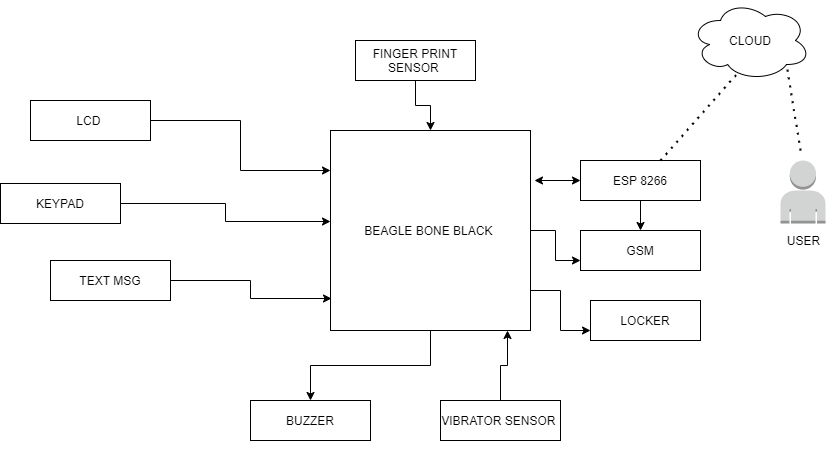 CLOUD
FINGER PRINT
SENSOR
LCD
KEYPAD
TEXT MSG
BEAGLE BONE BLACK
ESP 8266
USER
GSM
LOCKER
BUZZER
VIBRATOR SENSOR